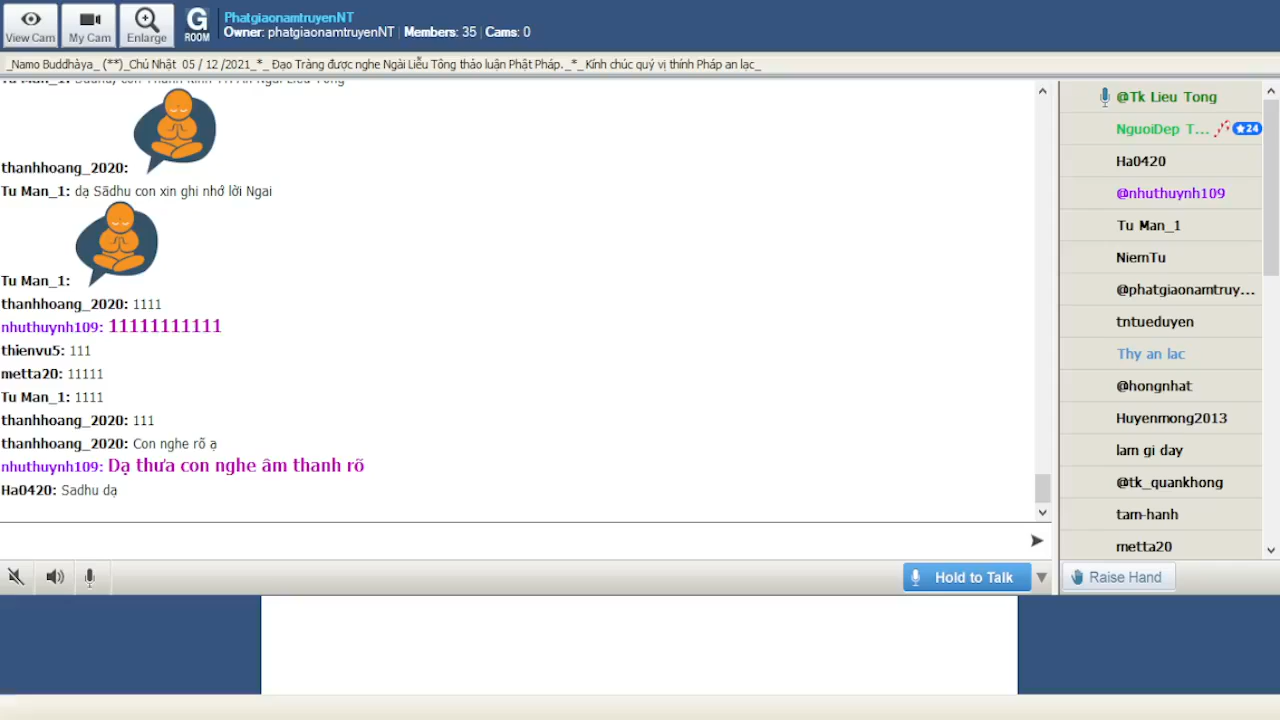 View Cam
My Cam
Enlarge
G
ROOM
PhatgiaonamtruyenNT
Owner: phatgiaonamtruyenNT | Members: 35 | Cams: 0
_Namo Buddhàya_ (**)_Chủ Nhật 05 / 12 /2021_*_ Đạo Tràng được nghe Ngài Liễu Tông thảo luận Phật Pháp._*_Kính chúc quý vị thính Pháp an lạc_
thanhhoang_2020:
Tu Man_1: dạ Sādhu con xin ghi nhớ lời Ngai
Tu Man_1:
thanhhoang_2020: 1111
nhuthuynh109: 11111111111
thienvu5: 111
metta20: 11111
Tu Man_1: 1111
thanhhoang_2020: 111
thanhhoang_2020: Con nghe rõ ạ
nhuthuynh109: Dạ thưa con nghe âm thanh rõ
Ha0420: Sadhu dạ
@Tk Lieu Tong
NguoiDep T... 24
Ha0420
@nhuthuynh109
Tu Man_1
NiemTu
@phatgiaonamtruy...
tntueduyen
Thy an lac
@hongnhat
Huyenmong2013
lam gi day
@tk_quankhong
tam-hanh
metta20
Hold to Talk
Raise Hand